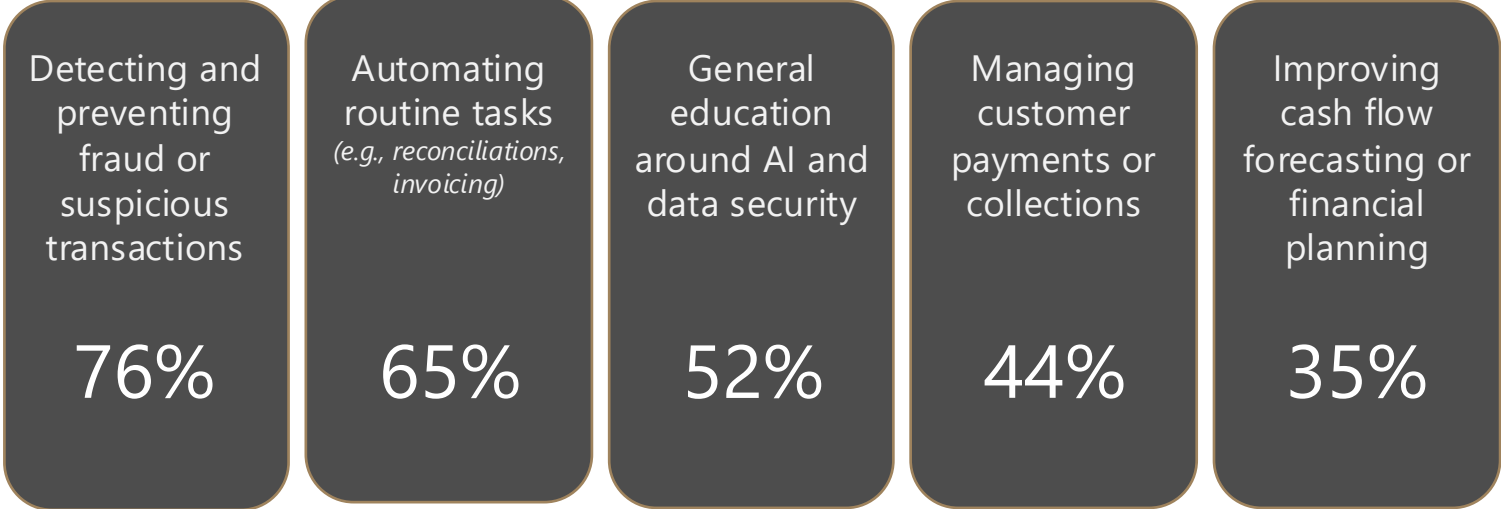 Detecting and
preventing
fraud or
suspicious
transactions
76%
Automating
routine tasks
(e.g., reconciliations,
invoicing)
65%
General
education
around AI and
data security
52%
Managing
customer
payments or
collections
44%
Improving
cash flow
forecasting or
financial
planning
35%